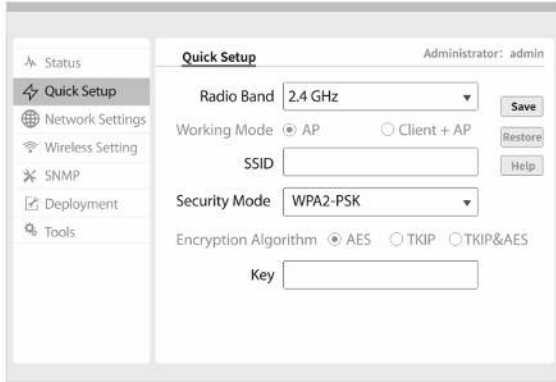 Status
Quick Setup
Network Settings
Wireless Setting
SNMP
Deployment
Tools
Quick Setup
Administrator: admin
Radio Band 2.4 GHz
Save
Working Mode AP Client + AP
Restore
SSID
Help
Security Mode WPA2-PSK
Encryption Algorithm AES TKIP TKIP&AES
Key